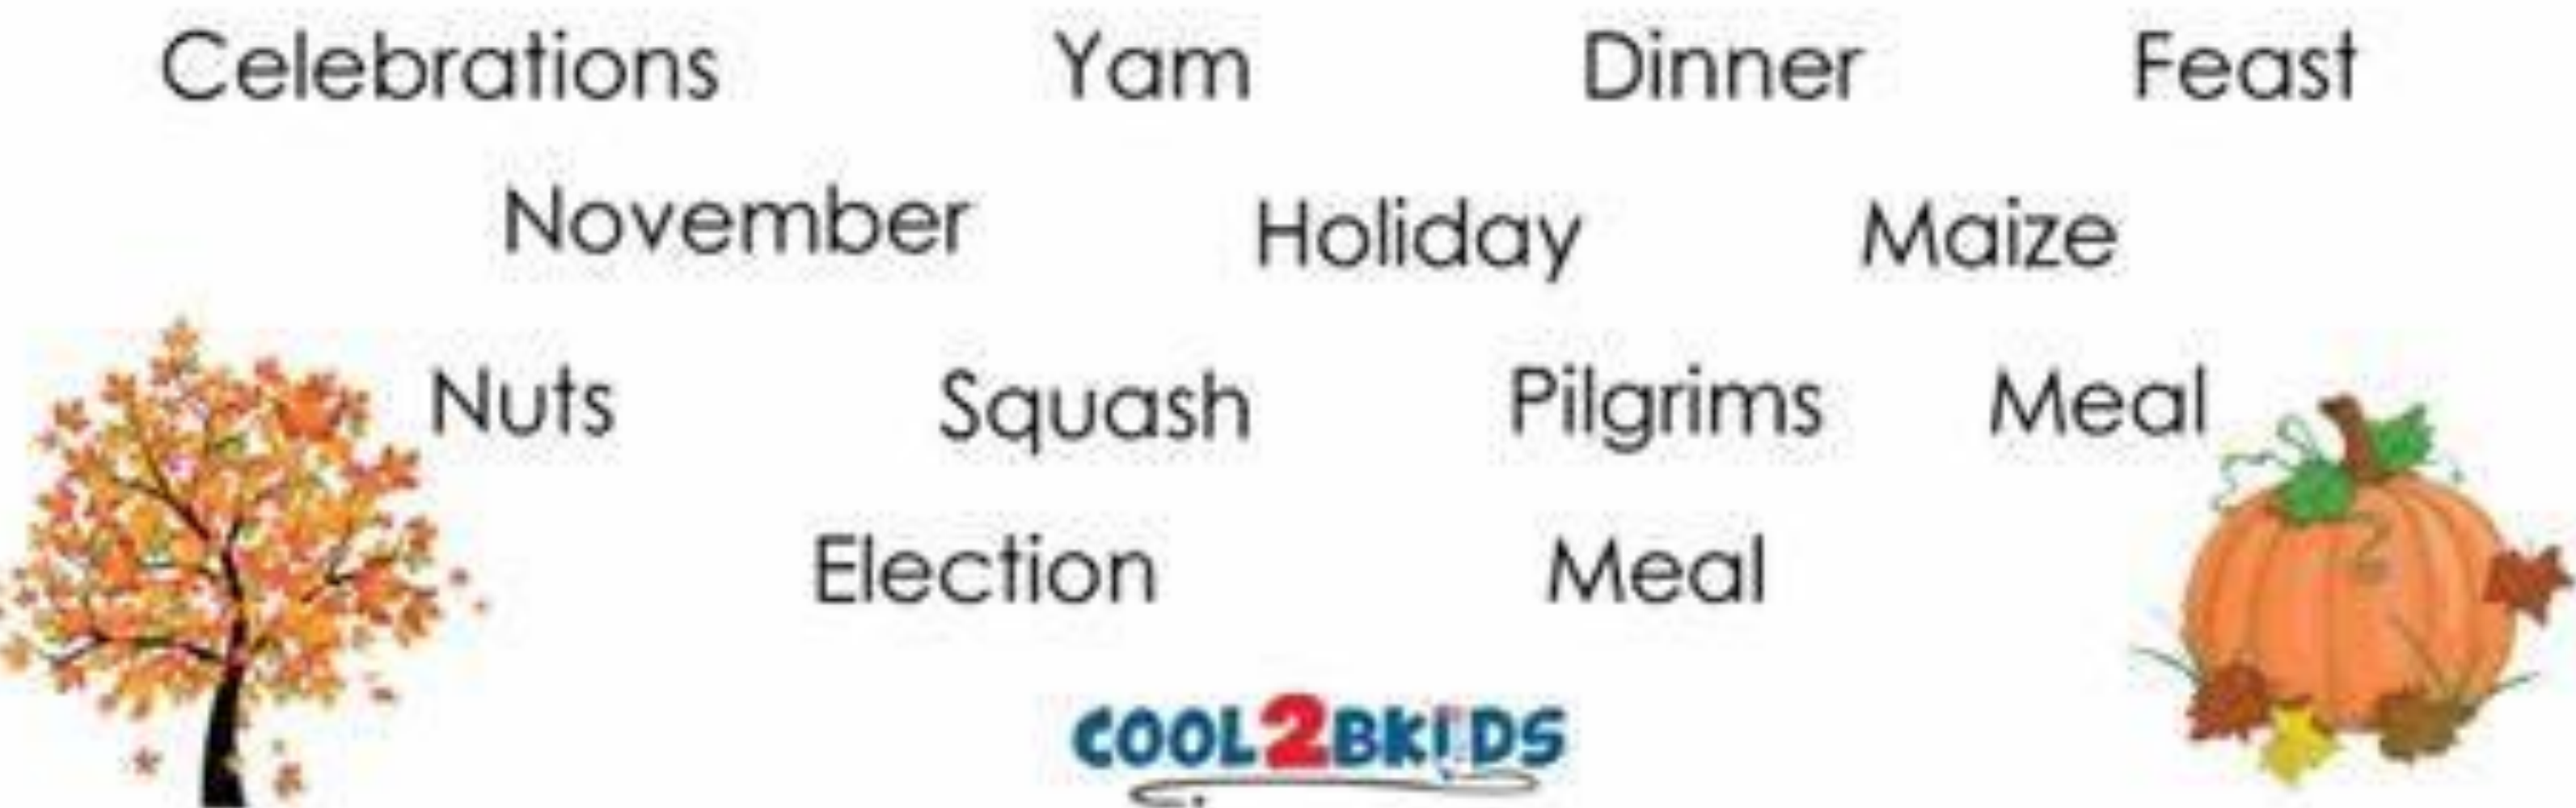 Celebrations Yam Dinner Feast
November Holiday Maize
Nuts Squash Pilgrims Meal
Election Meal
COOL2BKIDS